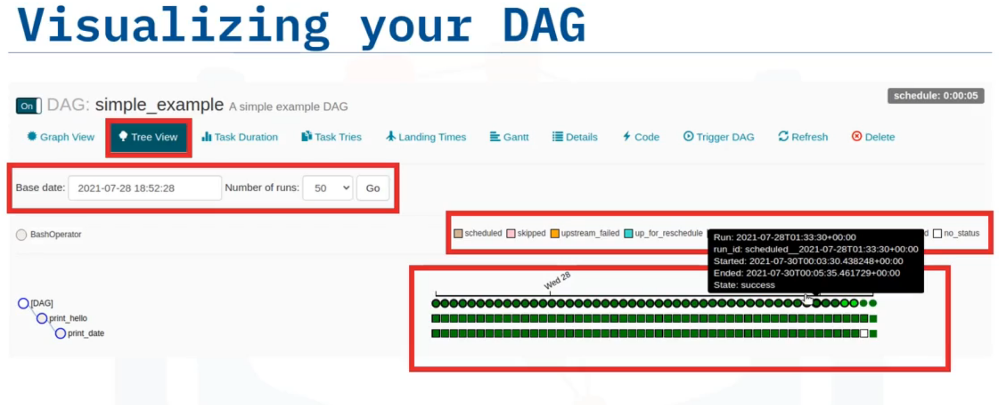 Visualizing your DAG
On DAG: simple_example A simple example DAG schedule: 0:00:05
Graph View Tree View Task Duration Task Tries Landing Times Gantt Details Code Trigger DAG Refresh Delete
Base date: 2021-07-28 18:52:28 Number of runs: 50 Go
BashOperator scheduled skipped upstream_failed up_for_reschedule d no_status
Run: 2021-07-28T01:33:30+00:00
run_id: scheduled__2021-07-28T01:33:30+00:00
Started: 2021-07-30T00:03:30.438248+00:00
Ended: 2021-07-30T00:05:35.461729+00:00
State: success
Wed 28
[DAG]
print_hello
print_date